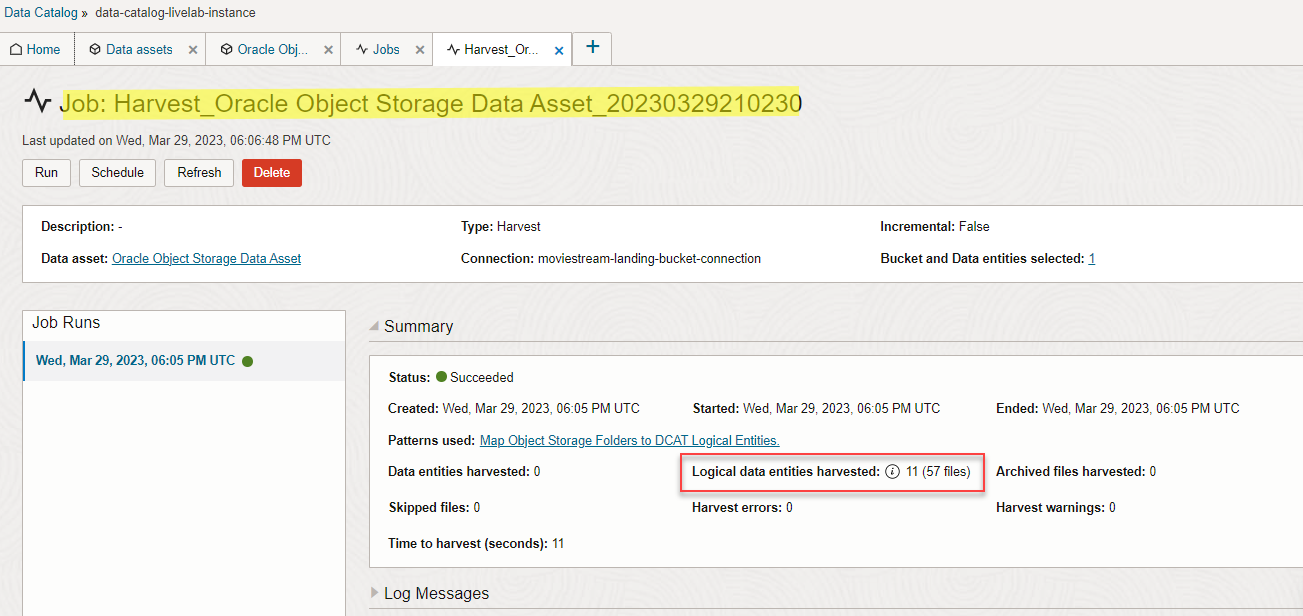 Data Catalog » data-catalog-livelab-instance
Home Data assets Oracle Obj... Jobs Harvest_Or... +
Job: Harvest_Oracle Object Storage Data Asset_20230329210230
Last updated on Wed, Mar 29, 2023, 06:06:48 PM UTC
Run Schedule Refresh Delete
Description: - Type: Harvest Incremental: False
Data asset: Oracle Object Storage Data Asset Connection: moviestream-landing-bucket-connection Bucket and Data entities selected: 1
Job Runs
Wed, Mar 29, 2023, 06:05 PM UTC
Summary
Status: Succeeded
Created: Wed, Mar 29, 2023, 06:05 PM UTC Started: Wed, Mar 29, 2023, 06:05 PM UTC Ended: Wed, Mar 29, 2023, 06:05 PM UTC
Patterns used: Map Object Storage Folders to DCAT Logical Entities.
Data entities harvested: 0 Logical data entities harvested: i 11 (57 files) Archived files harvested: 0
Skipped files: 0 Harvest errors: 0 Harvest warnings: 0
Time to harvest (seconds): 11
Log Messages